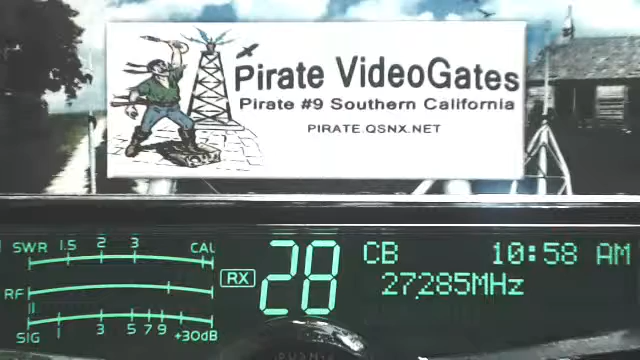 Pirate VideoGates
Pirate #9 Southern California
PIRATE.QSNX.NET
SWR 1.5 2 3 CAL
RF
SIG 1 3 5 7 9 +30dB
RX
28
CB 10:58 AM
27.285MHz